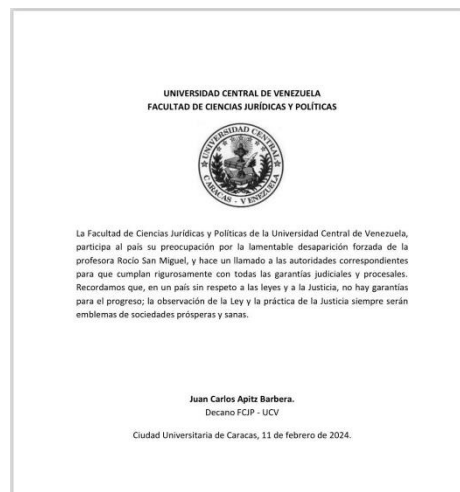 UNIVERSIDAD CENTRAL DE VENEZUELA
FACULTAD DE CIENCIAS JURÍDICAS Y POLÍTICAS
UNIVERSIDAD CENTRAL
CARACAS - VENEZUELA
La Facultad de Ciencias Jurídicas y Políticas de la Universidad Central de Venezuela,
participa al país su preocupación por la lamentable desaparición forzada de la
profesora Rocío San Miguel, y hace un llamado a las autoridades correspondientes
para que cumplan rigurosamente con todas las garantías judiciales y procesales.
Recordamos que, en un país sin respeto a las leyes y a la Justicia, no hay garantías
para el progreso; la observación de la Ley y la práctica de la Justicia siempre serán
emblemas de sociedades prósperas y sanas.
Juan Carlos Apitz Barbera.
Decano FCJP - UCV
Ciudad Universitaria de Caracas, 11 de febrero de 2024.